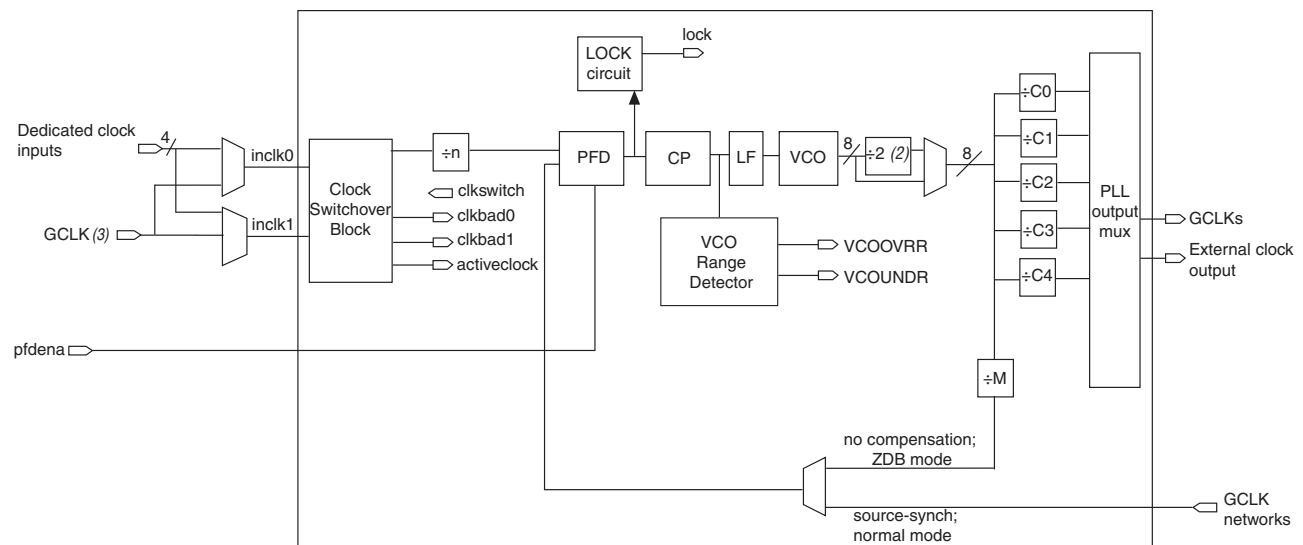 lock
LOCK
circuit
Dedicated clock
inputs
4
inclk0
÷n
PFD
CP
LF
VCO
8
÷2 (2)
8
÷C0
÷C1
÷C2
÷C3
÷C4
PLL
output
mux
Clock
Switchover
Block
clkswitch
clkbad0
clkbad1
activeclock
GCLK (3)
inclk1
VCO
Range
Detector
VCOOVRR
VCOUNDR
GCLKs
External clock
output
pfdena
÷M
no compensation;
ZDB mode
source-synch;
normal mode
GCLK
networks